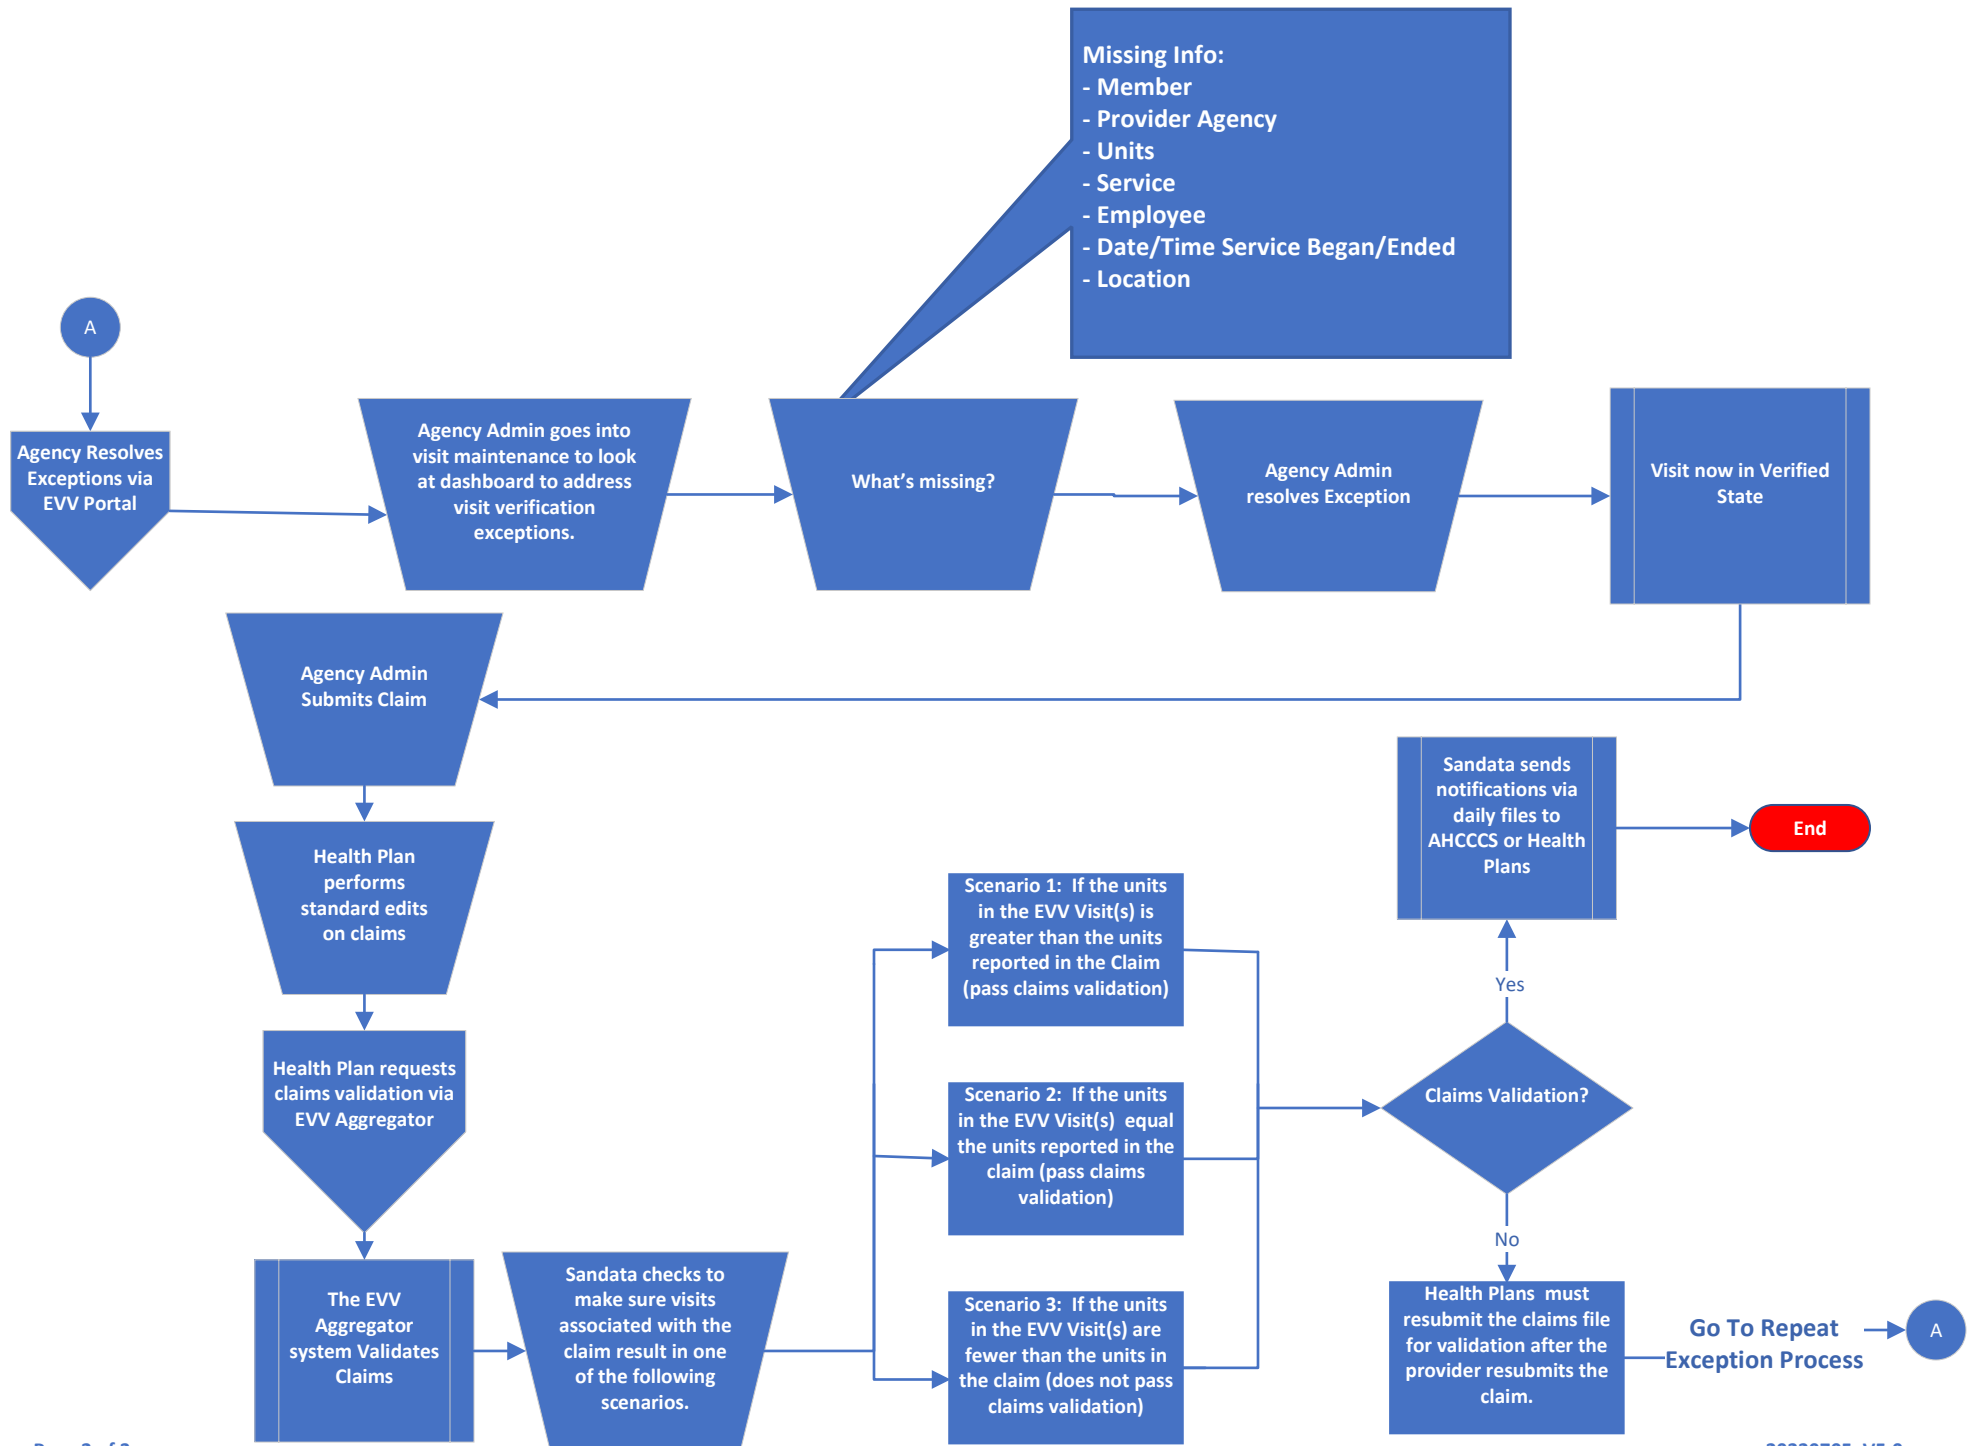 Missing Info:
- Member
- Provider Agency
- Units
- Service
- Employee
- Date/Time Service Began/Ended
- Location
A
Agency Resolves
Exceptions via
EVV Portal
Agency Admin goes into
visit maintenance to look
at dashboard to address
visit verification
exceptions.
What's missing?
Agency Admin
resolves Exception
Visit now in Verified
State
Agency Admin
Submits Claim
Health Plan
performs
standard edits
on claims
Health Plan requests
claims validation via
EVV Aggregator
The EVV
Aggregator
system Validates
Claims
Sandata checks to
make sure visits
associated with the
claim result in one
of the following
scenarios.
Scenario 1:  If the units
in the EVV Visit(s) is
greater than the units
reported in the Claim
(pass claims validation)
Scenario 2:  If the units
in the EVV Visit(s)  equal
the units reported in the
claim (pass claims
validation)
Scenario 3:  If the units
in the EVV Visit(s) are
fewer than the units in
the claim (does not pass
claims validation)
Claims Validation?
Yes
Sandata sends
notifications via
daily files to
AHCCCS or Health
Plans
End
No
Health Plans  must
resubmit the claims file
for validation after the
provider resubmits the
claim.
Go To Repeat
Exception Process
A